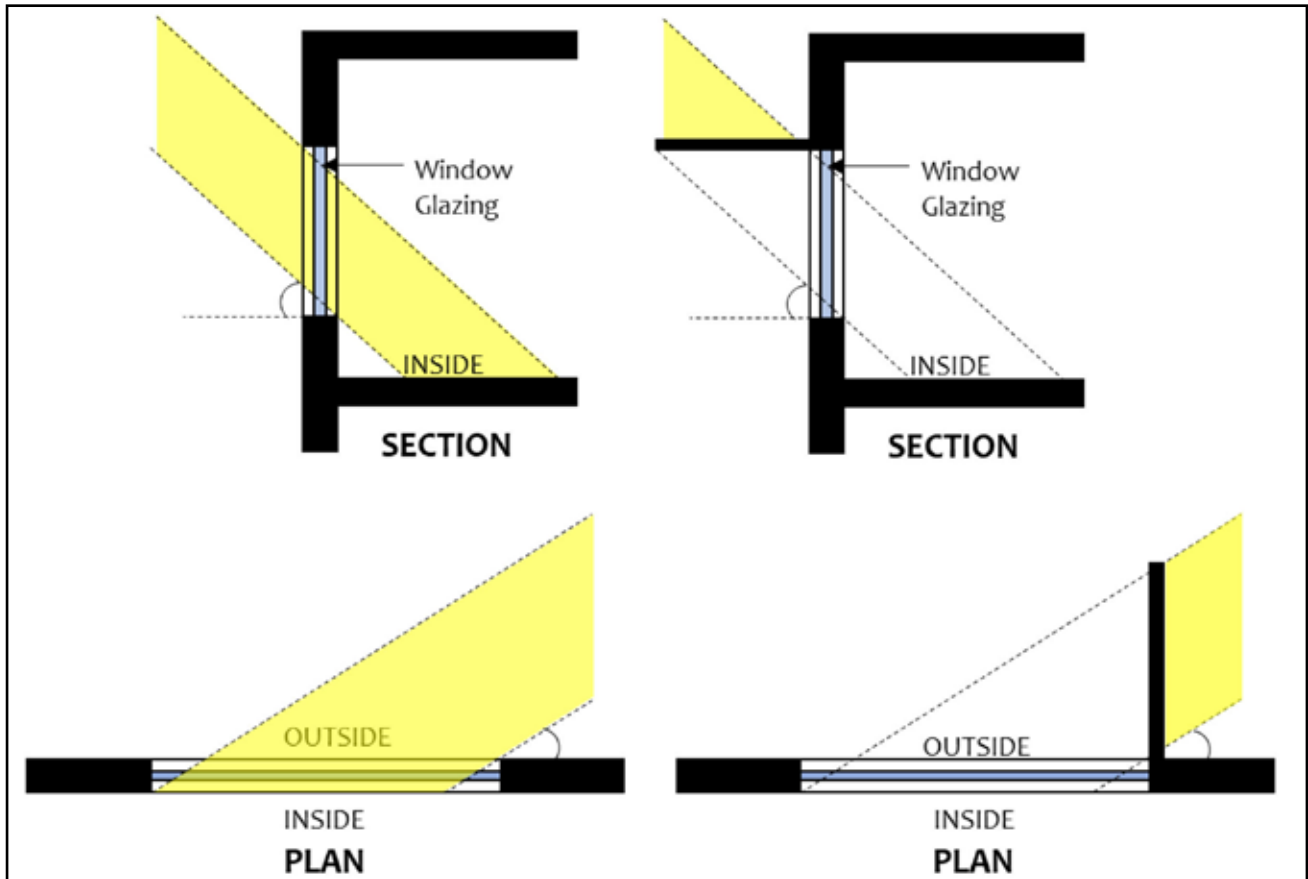 Window
Glazing
INSIDE
SECTION
Window
Glazing
INSIDE
SECTION
OUTSIDE
INSIDE
PLAN
OUTSIDE
INSIDE
PLAN